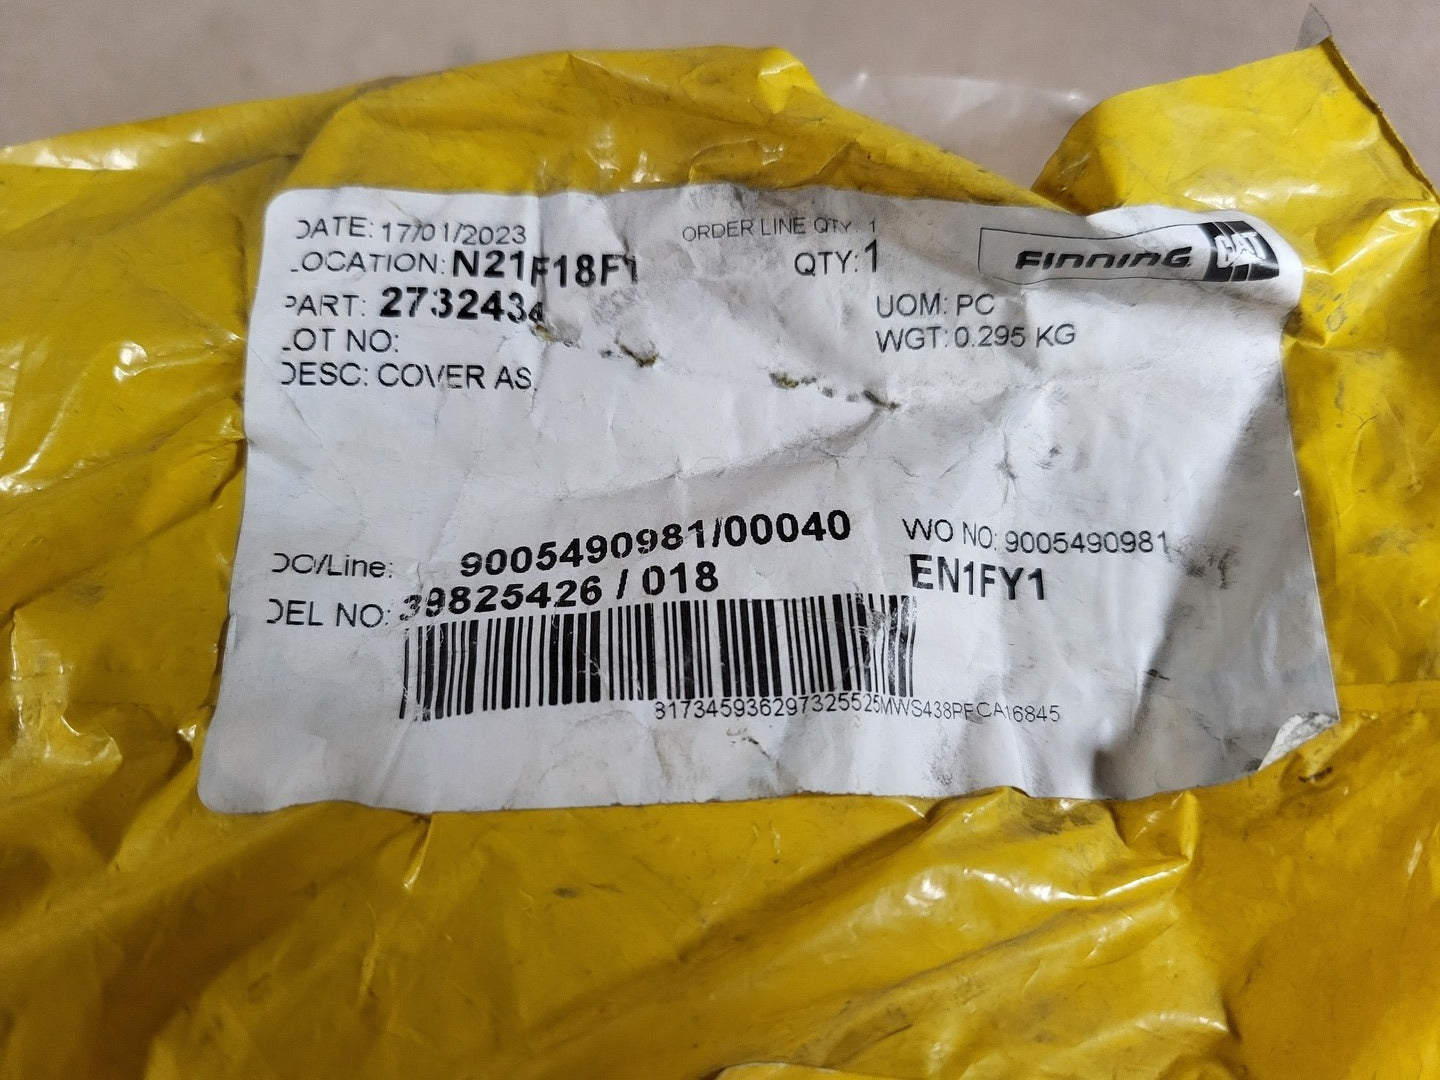 DATE: 17/01/2023
ORDER LINE QTY: 1
LOCATION: N21F18F1
QTY: 1
FINNING CAT
PART: 2732434
UOM: PC
LOT NO:
WGT: 0.295 KG
DESC: COVER AS.
DO/Line: 9005490981/00040
WO NO: 9005490981
DEL NO: 39825426 / 018
EN1FY1
817345936297325525MWS438PFCA16845